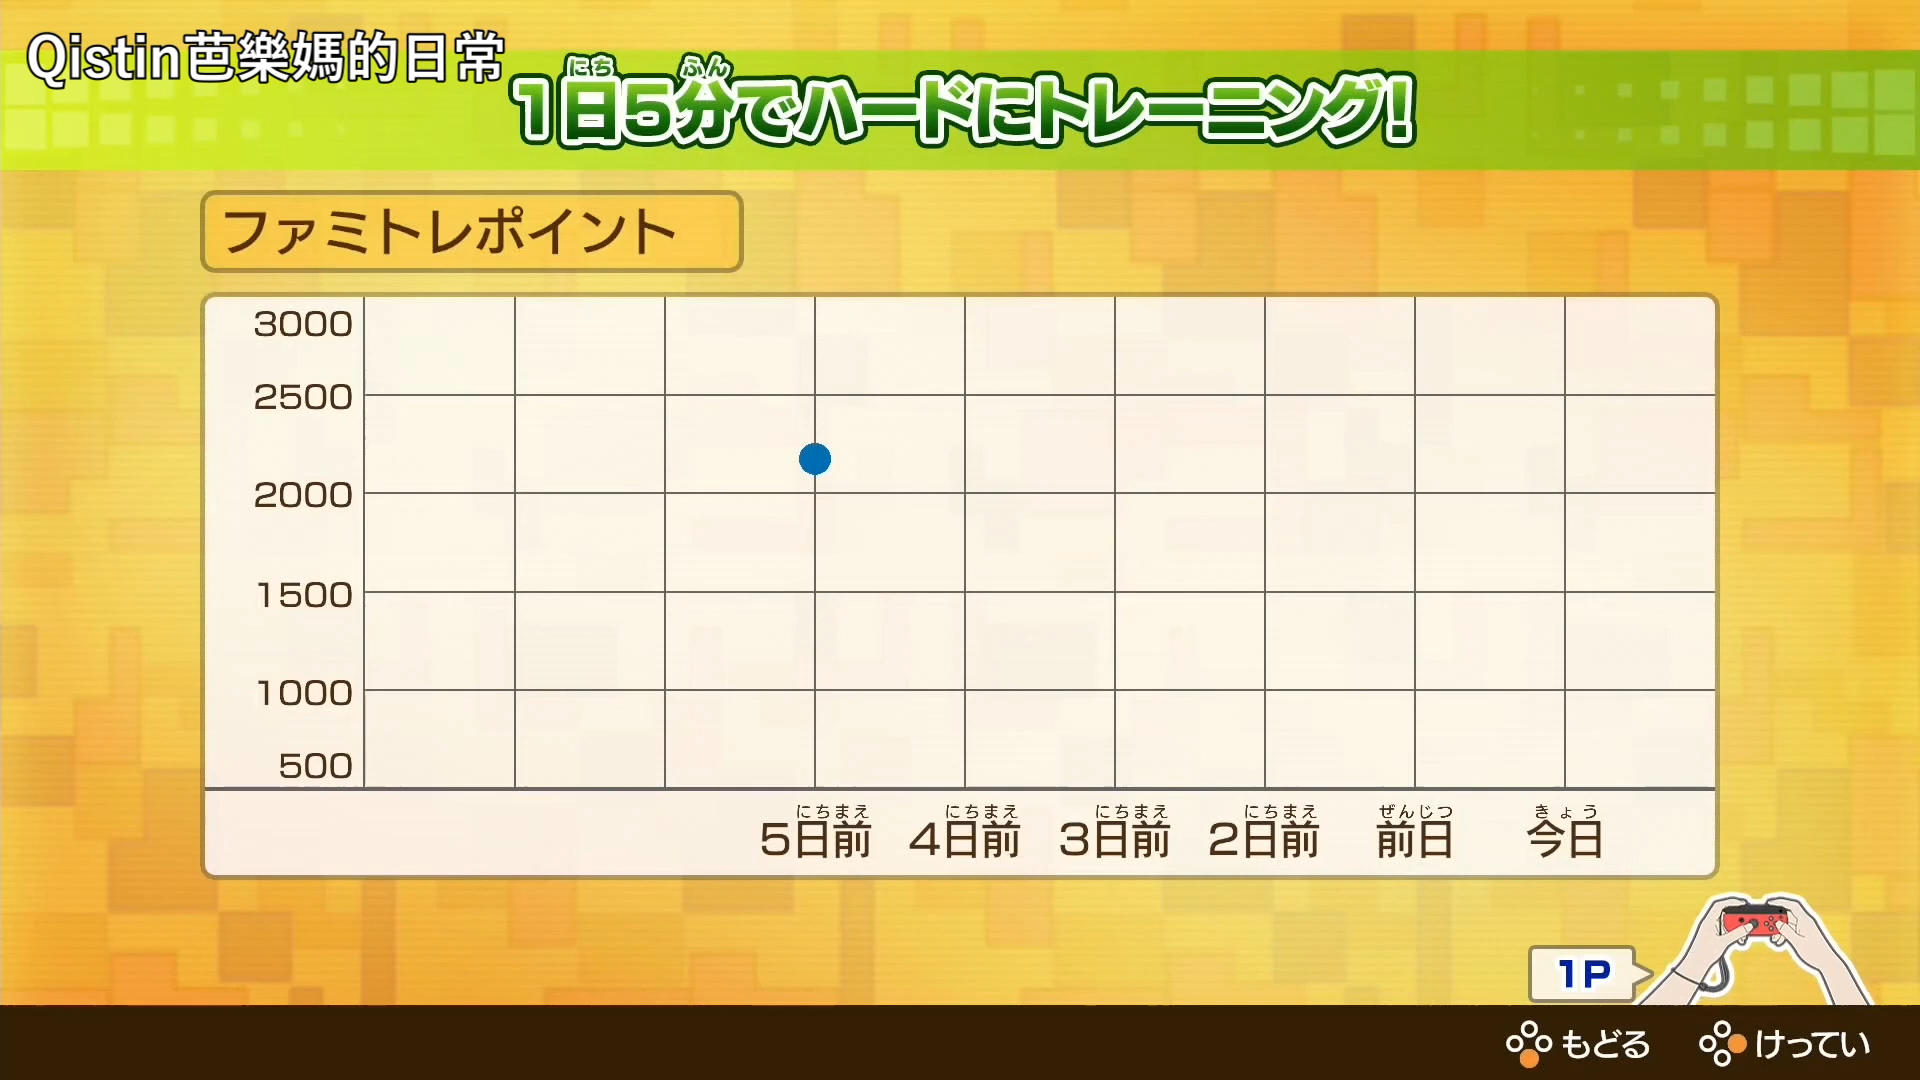 Qistin芭樂媽的日常
にち ふん
1日5分でハードにトレーニング!
ファミトレポイント
3000
2500
2000
1500
1000
500
にちまえ にちまえ にちまえ にちまえ ぜんじつ きょう
5日前 4日前 3日前 2日前 前日 今日
1P
もどる けってい